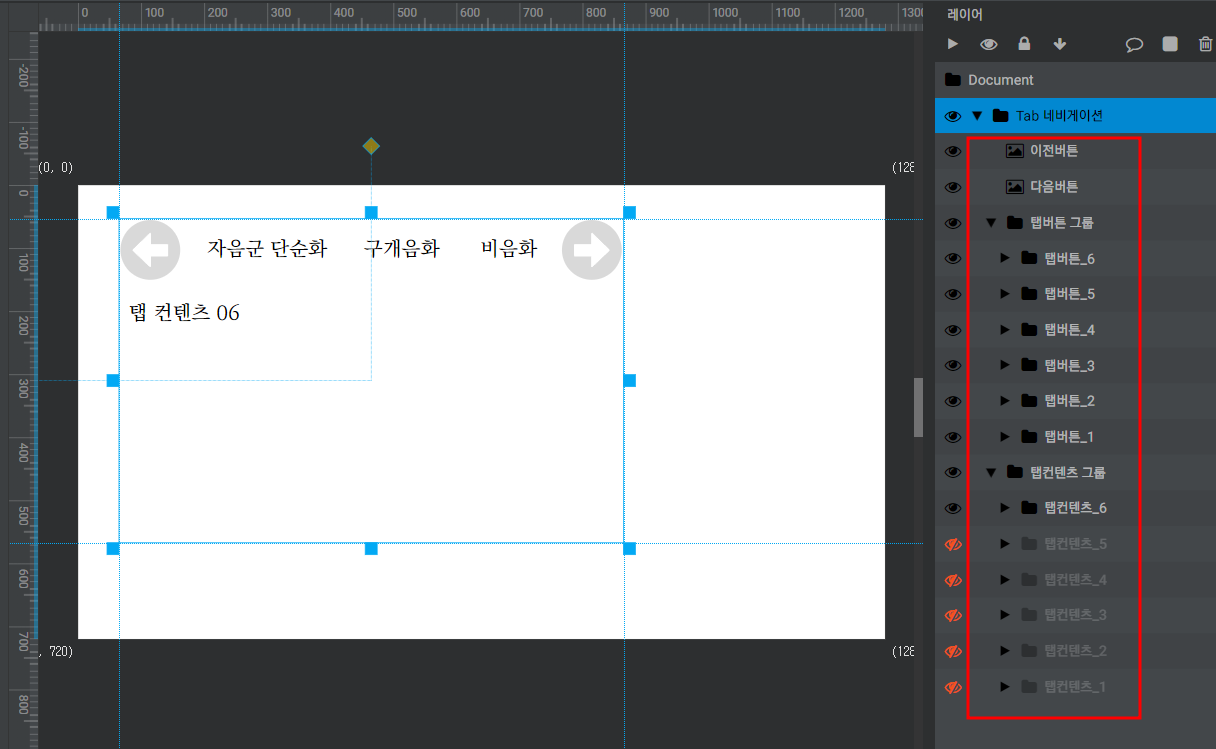 0 100 200 300 400 500 600 700 800 900 1000 1100 1200 1300
레이어
Document
Tab 네비게이션
-200
-100
0
100
200
300
400
500
600
700
800
(0, 0)
(128
이전버튼
다음버튼
탭버튼 그룹
자음군 단순화 구개음화 비음화
탭버튼_6
탭버튼_5
탭 컨텐츠 06
탭버튼_4
탭버튼_3
탭버튼_2
탭버튼_1
탭컨텐츠 그룹
탭컨텐츠_6
탭컨텐츠_5
탭컨텐츠_4
탭컨텐츠_3
, 720)
(128
탭컨텐츠_2
탭컨텐츠_1